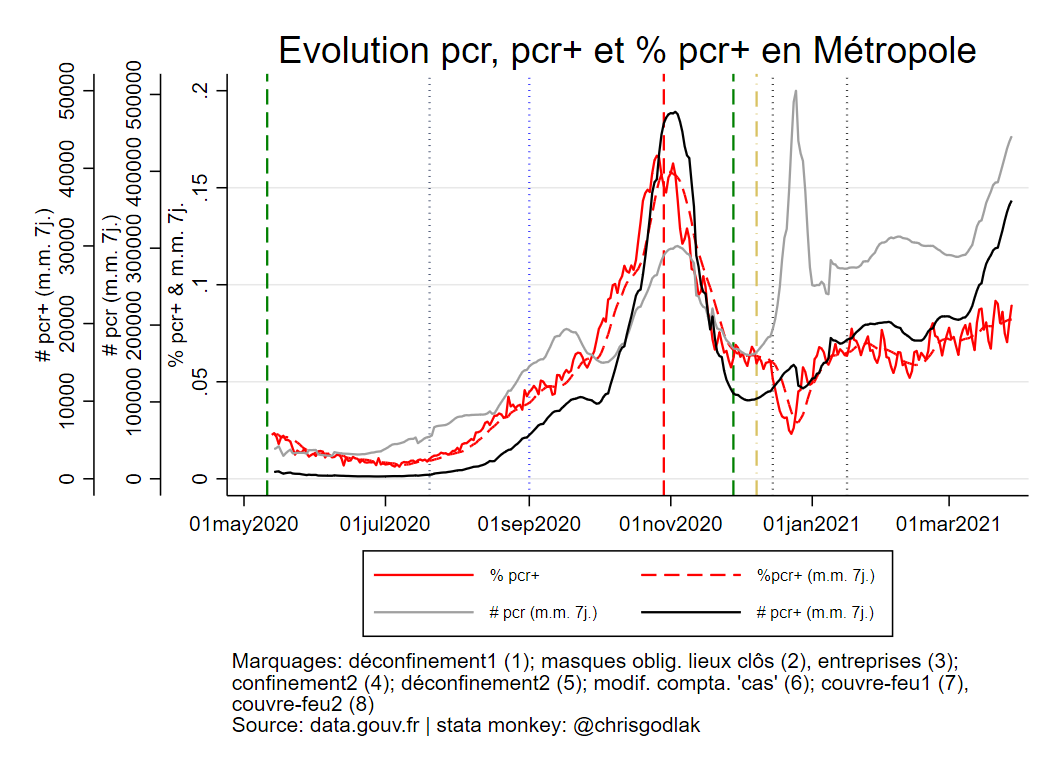 Evolution pcr, pcr+ et % pcr+ en Métropole
# pcr+ (m.m. 7j.)
0 10000 20000 30000 40000 50000
# pcr (m.m. 7j.)
0 100000 200000 300000 400000 500000
% pcr+ & m.m. 7j.
0 .05 .1 .15 .2
01may2020 01jul2020 01sep2020 01nov2020 01jan2021 01mar2021
% pcr+ %pcr+ (m.m. 7j.)
# pcr (m.m. 7j.) # pcr+ (m.m. 7j.)
Marquages: déconfinement1 (1); masques oblig. lieux clôs (2), entreprises (3);
confinement2 (4); déconfinement2 (5); modif. compta. 'cas' (6); couvre-feu1 (7),
couvre-feu2 (8)
Source: data.gouv.fr | stata monkey: @chrisgodlak